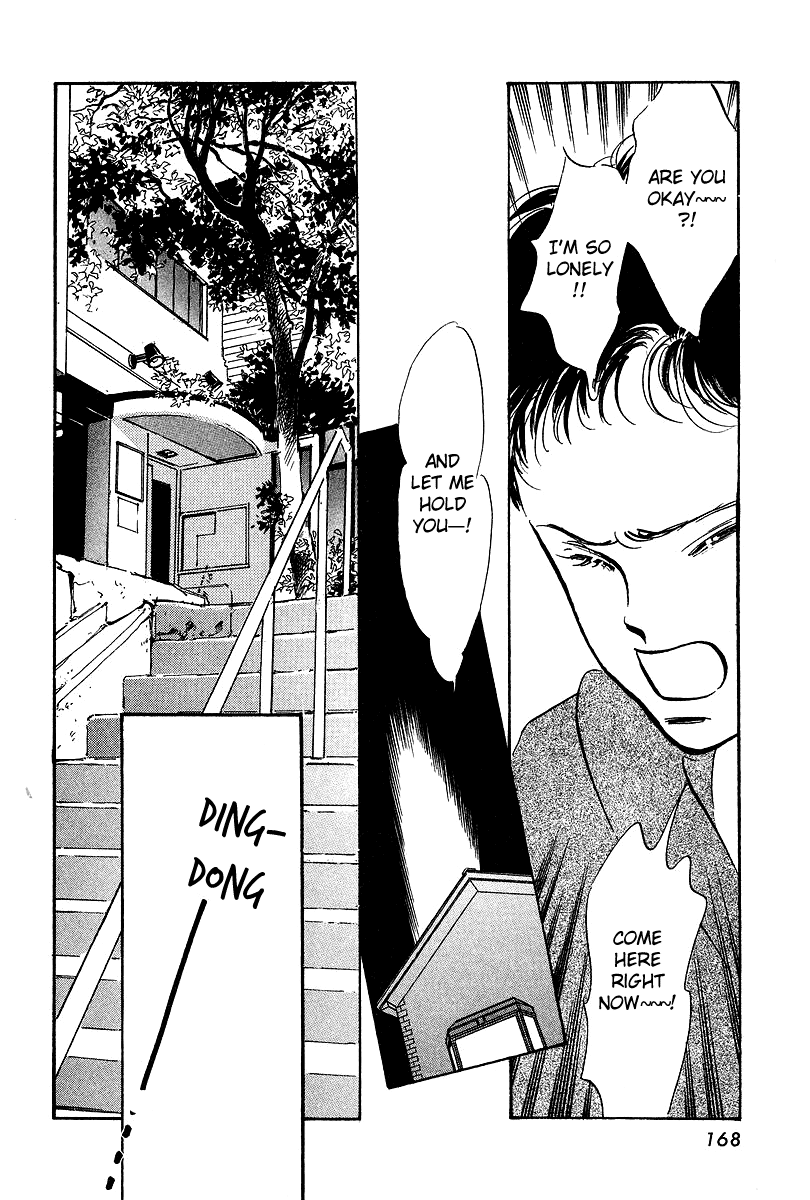 ARE YOU
OKAY~~~
?!
I'M SO
LONELY
!!
COME
HERE
RIGHT
NOW~~~!
AND
LET ME
HOLD
YOU—!
DING-
DONG
168